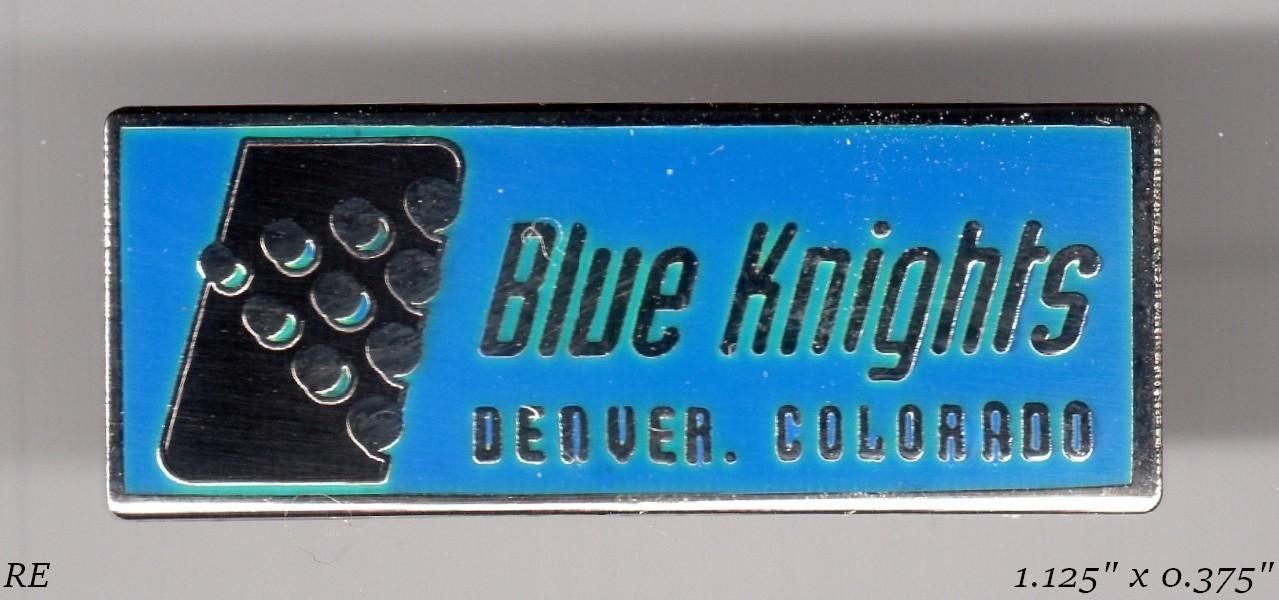 Blue Knights
DENVER. COLORADO
RE
1.125" x 0.375"